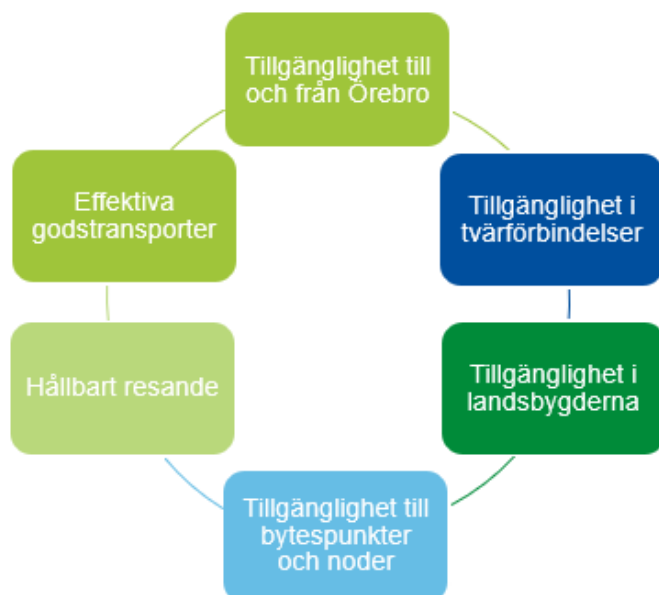 Tillgänglighet till
och från Örebro
Tillgänglighet i
tvärförbindelser
Tillgänglighet i
landsbygderna
Tillgänglighet till
bytespunkter
och noder
Hållbart resande
Effektiva
godstransporter